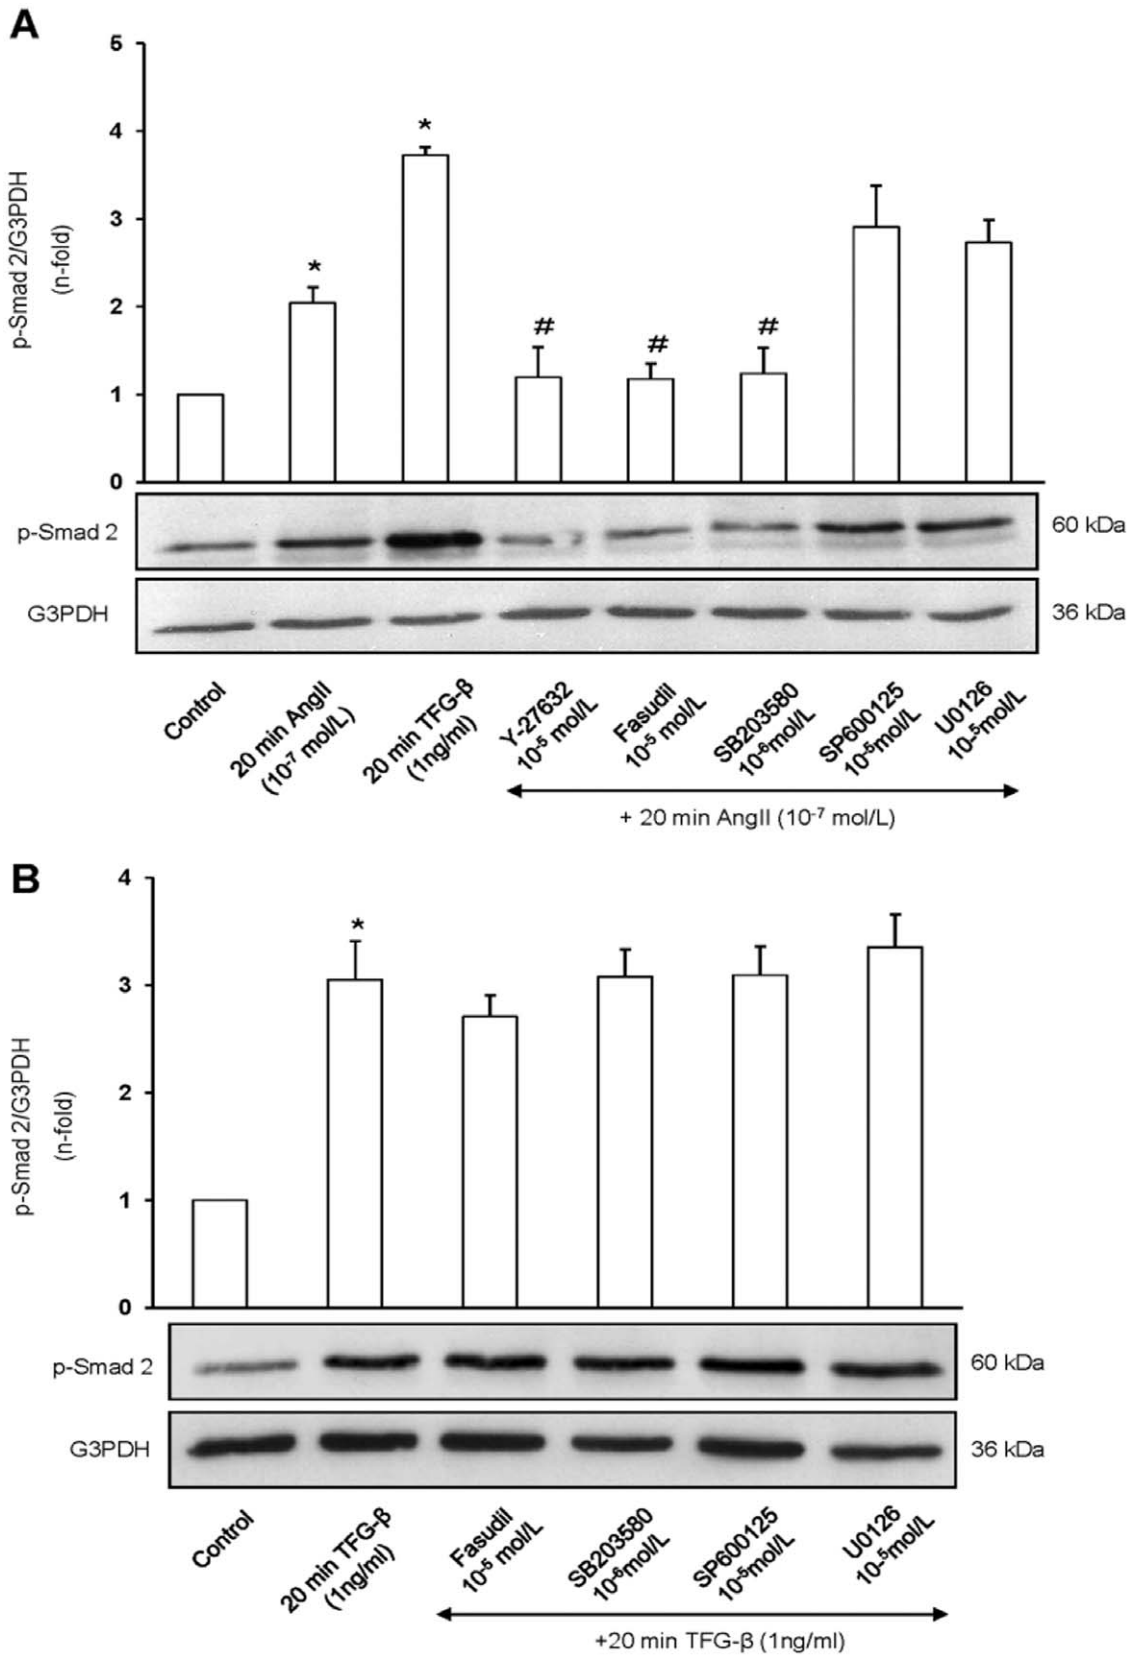 A
5
4
3
2
1
0
p-Smad 2/G3PDH
(n-fold)
*
*
#
#
#
p-Smad 2
60 kDa
G3PDH
36 kDa
Control
20 min AngII
(10-7 mol/L)
20 min TFG-β
(1ng/ml)
Y-27632
10-5 mol/L
Fasudil
10-5 mol/L
SB203580
10-6mol/L
SP600125
10-5mol/L
U0126
10-5mol/L
+ 20 min AngII (10-7 mol/L)
B
4
3
2
1
0
p-Smad 2/G3PDH
(n-fold)
*
p-Smad 2
60 kDa
G3PDH
36 kDa
Control
20 min TFG-β
(1ng/ml)
Fasudil
10-5 mol/L
SB203580
10-6mol/L
SP600125
10-5mol/L
U0126
10-5mol/L
+20 min TFG-β (1ng/ml)